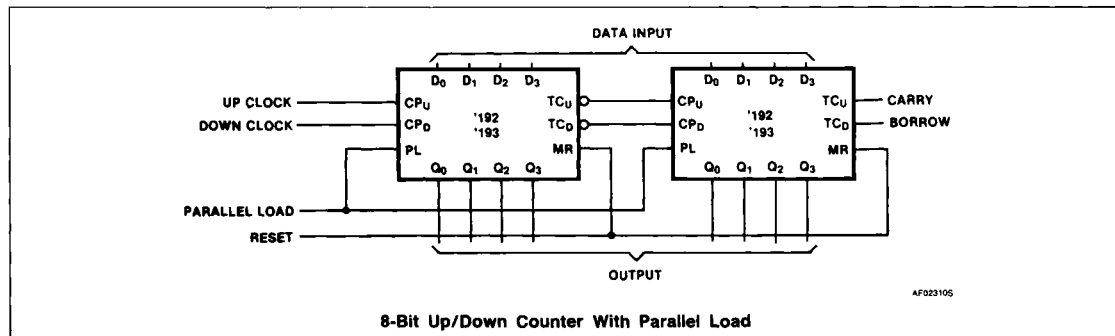 DATA INPUT
D0 D1 D2 D3 D0 D1 D2 D3
UP CLOCK CPU TCU CPU TCU CARRY
DOWN CLOCK CPD '192 TCD CPD '192 TCD BORROW
'193 '193
PL MR PL MR
Q0 Q1 Q2 Q3 Q0 Q1 Q2 Q3
PARALLEL LOAD
RESET
OUTPUT
AF02310S
8-Bit Up/Down Counter With Parallel Load